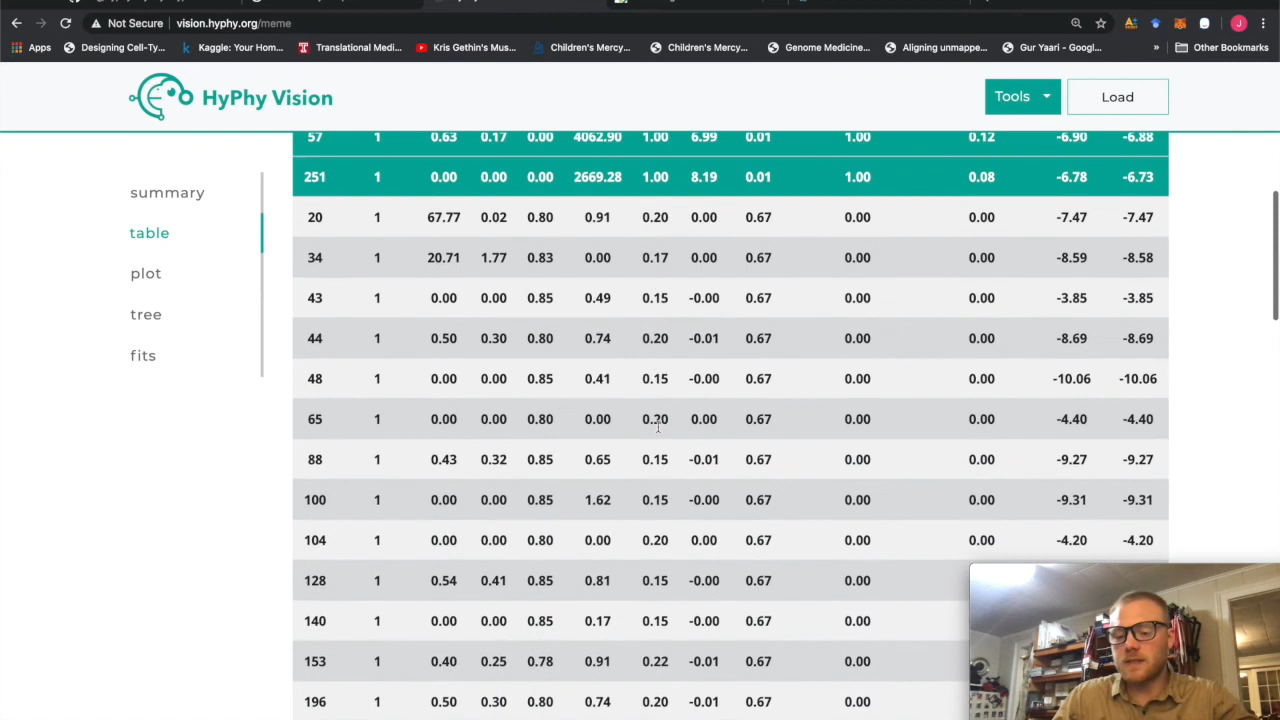 Not Secure vision.hyphy.org/meme J
Apps Designing Cell-Ty... Kaggle: Your Hom... Translational Medi... Kris Gethin's Mus... Children's Mercy... Children's Mercy... Genome Medicine... Aligning unmappe... Gur Yaari - Googl... » Other Bookmarks
HyPhy Vision Tools Load
summary
table
plot
tree
fits
57 1 0.63 0.17 0.00 4062.90 1.00 6.99 0.01 1.00 0.12 -6.90 -6.88
251 1 0.00 0.00 0.00 2669.28 1.00 8.19 0.01 1.00 0.08 -6.78 -6.73
20 1 67.77 0.02 0.80 0.91 0.20 0.00 0.67 0.00 0.00 -7.47 -7.47
34 1 20.71 1.77 0.83 0.00 0.17 0.00 0.67 0.00 0.00 -8.59 -8.58
43 1 0.00 0.00 0.85 0.49 0.15 -0.00 0.67 0.00 0.00 -3.85 -3.85
44 1 0.50 0.30 0.80 0.74 0.20 -0.01 0.67 0.00 0.00 -8.69 -8.69
48 1 0.00 0.00 0.85 0.41 0.15 -0.00 0.67 0.00 0.00 -10.06 -10.06
65 1 0.00 0.00 0.80 0.00 0.20 0.00 0.67 0.00 0.00 -4.40 -4.40
88 1 0.43 0.32 0.85 0.65 0.15 -0.01 0.67 0.00 0.00 -9.27 -9.27
100 1 0.00 0.00 0.85 1.62 0.15 -0.00 0.67 0.00 0.00 -9.31 -9.31
104 1 0.00 0.00 0.80 0.00 0.20 0.00 0.67 0.00 0.00 -4.20 -4.20
128 1 0.54 0.41 0.85 0.81 0.15 -0.00 0.67 0.00
140 1 0.00 0.00 0.85 0.17 0.15 -0.00 0.67 0.00
153 1 0.40 0.25 0.78 0.91 0.22 -0.01 0.67 0.00
196 1 0.50 0.30 0.80 0.74 0.20 -0.01 0.67 0.00